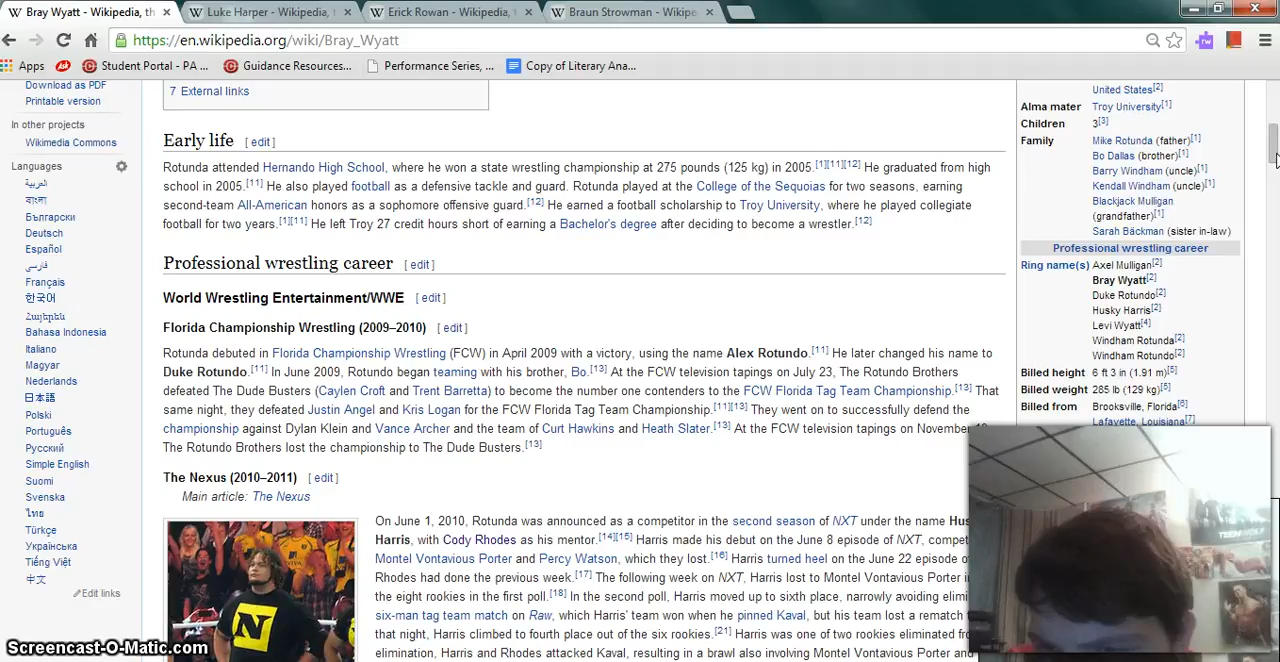 Bray Wyatt - Wikipedia, th
Luke Harper - Wikipedia,
Erick Rowan - Wikipedia,
Braun Strowman - Wikipe
https://en.wikipedia.org/wiki/Bray_Wyatt
Apps
Ask
Student Portal - PA ...
Guidance Resources...
Performance Series, ...
Copy of Literary Ana...
Download as PDF
Printable version
In other projects
Wikimedia Commons
Languages
العربية
বাংলা
Български
Deutsch
Español
فارسی
Français
한국어
Հայերեն
Bahasa Indonesia
Italiano
Magyar
Nederlands
日本語
Polski
Português
Русский
Simple English
Suomi
Svenska
ไทย
Türkçe
Українська
Tiếng Việt
中文
Edit links
7 External links
Early life [ edit ]
Rotunda attended Hernando High School, where he won a state wrestling championship at 275 pounds (125 kg) in 2005.[1][11][12] He graduated from high
school in 2005.[11] He also played football as a defensive tackle and guard. Rotunda played at the College of the Sequoias for two seasons, earning
second-team All-American honors as a sophomore offensive guard.[12] He earned a football scholarship to Troy University, where he played collegiate
football for two years.[1][11] He left Troy 27 credit hours short of earning a Bachelor's degree after deciding to become a wrestler.[12]
Professional wrestling career [ edit ]
World Wrestling Entertainment/WWE [ edit ]
Florida Championship Wrestling (2009–2010) [ edit ]
Rotunda debuted in Florida Championship Wrestling (FCW) in April 2009 with a victory, using the name Alex Rotundo.[11] He later changed his name to
Duke Rotundo.[11] In June 2009, Rotundo began teaming with his brother, Bo.[13] At the FCW television tapings on July 23, The Rotundo Brothers
defeated The Dude Busters (Caylen Croft and Trent Barretta) to become the number one contenders to the FCW Florida Tag Team Championship.[13] That
same night, they defeated Justin Angel and Kris Logan for the FCW Florida Tag Team Championship.[11][13] They went on to successfully defend the
championship against Dylan Klein and Vance Archer and the team of Curt Hawkins and Heath Slater.[13] At the FCW television tapings on November
The Rotundo Brothers lost the championship to The Dude Busters.[13]
The Nexus (2010–2011) [ edit ]
Main article: The Nexus
On June 1, 2010, Rotunda was announced as a competitor in the second season of NXT under the name Hus
Harris, with Cody Rhodes as his mentor.[14][15] Harris made his debut on the June 8 episode of NXT, compet
Montel Vontavious Porter and Percy Watson, which they lost.[16] Harris turned heel on the June 22 episode o
Rhodes had done the previous week.[17] The following week on NXT, Harris lost to Montel Vontavious Porter i
the eight rookies in the first poll.[18] In the second poll, Harris moved up to sixth place, narrowly avoiding elimi
six-man tag team match on Raw, which Harris' team won when he pinned Kaval, but his team lost a rematch
that night, Harris climbed to fourth place out of the six rookies.[21] Harris was one of two rookies eliminated fro
elimination, Harris and Rhodes attacked Kaval, resulting in a brawl also involving Montel Vontavious Porter an
N
United States[2]
Alma mater Troy University[1]
Children 3[3]
Family Mike Rotunda (father)[1]
Bo Dallas (brother)[1]
Barry Windham (uncle)[1]
Kendall Windham (uncle)[1]
Blackjack Mulligan
(grandfather)[1]
Sarah Bäckman (sister in-law)
Professional wrestling career
Ring name(s) Axel Mulligan[2]
Bray Wyatt[2]
Duke Rotundo[2]
Husky Harris[2]
Levi Wyatt[4]
Windham Rotunda[2]
Windham Rotundo[2]
Billed height 6 ft 3 in (1.91 m)[5]
Billed weight 285 lb (129 kg)[5]
Billed from Brooksville, Florida[6]
Lafayette, Louisiana[7]
TEEN WOLF
Screencast-O-Matic.com